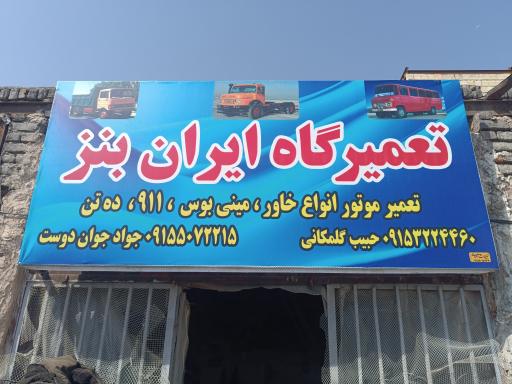 تعمیرگاه ایران بنز
تعمیر موتور انواع خاور، مینی بوس، ۹۱۱، ده تن
۰۹۱۵۳۲۲۴۴۶۰ حبیب گلمکانی
۰۹۱۵۵۰۷۲۲۱۵ جواد جوان دوست